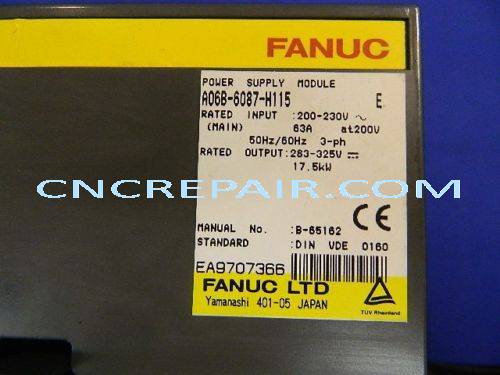 FANUC
POWER SUPPLY MODULE
A06B-6087-H115 E
RATED INPUT :200-230V ~
(MAIN) 63A at200V
50Hz/60Hz 3-ph
RATED OUTPUT:283-325V ⎓
17.5kW
CNCREPAIR.COM
MANUAL No. :B-65162
STANDARD :DIN VDE 0160
CE
EA9707366
FANUC LTD
Yamanashi 401-05 JAPAN
TÜV Rheinland